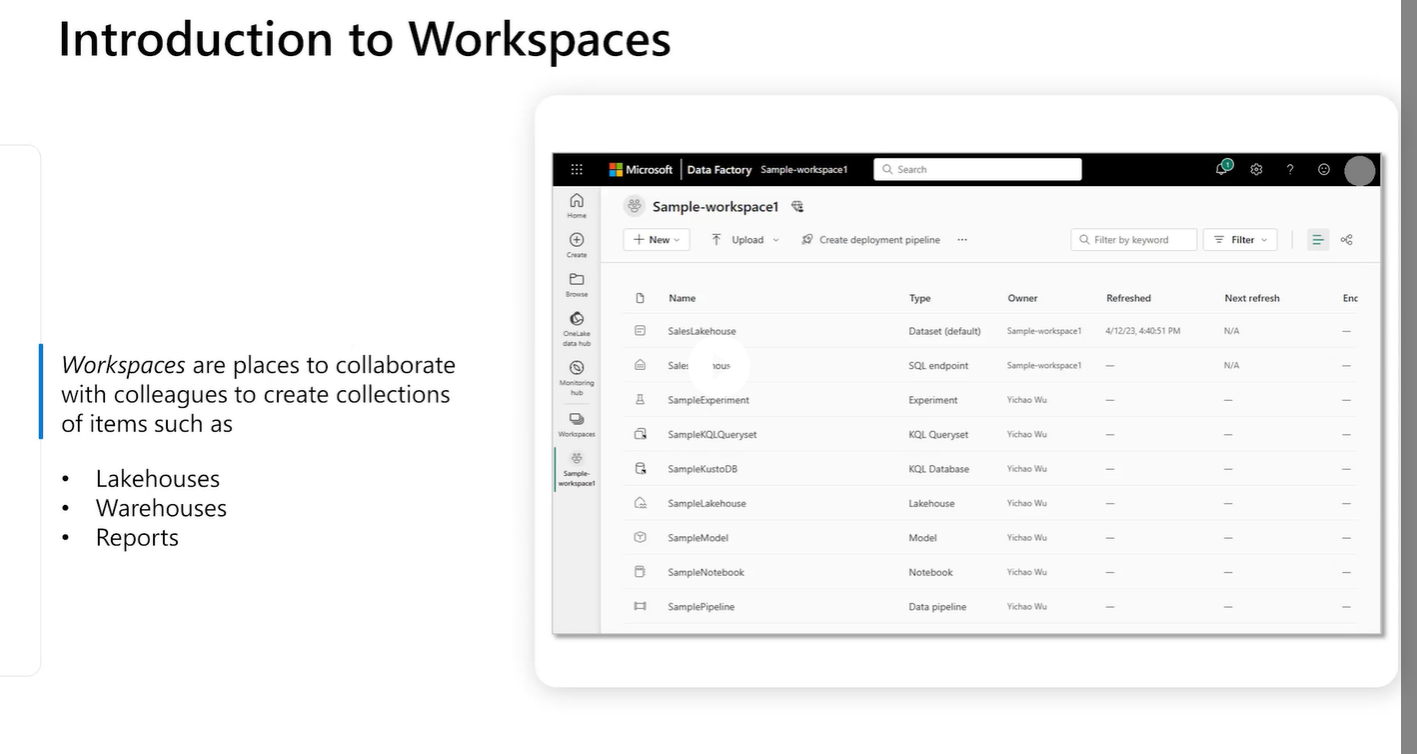 Introduction to Workspaces
Workspaces are places to collaborate
with colleagues to create collections
of items such as
• Lakehouses
• Warehouses
• Reports
Microsoft Data Factory Sample-workspace1 Search 1 ?
Home
Create
Browse
OneLake
data hub
Monitoring
hub
Workspaces
Sample-
workspace1
Sample-workspace1
+ New Upload Create deployment pipeline ... Filter by keyword Filter
Name Type Owner Refreshed Next refresh Enc
SalesLakehouse Dataset (default) Sample-workspace1 4/12/23, 4:40:51 PM N/A —
SQL endpoint Sample-workspace1 — N/A —
SampleExperiment Experiment Yichao Wu — — —
SampleKQLQueryset KQL Queryset Yichao Wu — — —
SampleKustoDB KQL Database Yichao Wu — — —
SampleLakehouse Lakehouse Yichao Wu — — —
SampleModel Model Yichao Wu — — —
SampleNotebook Notebook Yichao Wu — — —
SamplePipeline Data pipeline Yichao Wu — — —